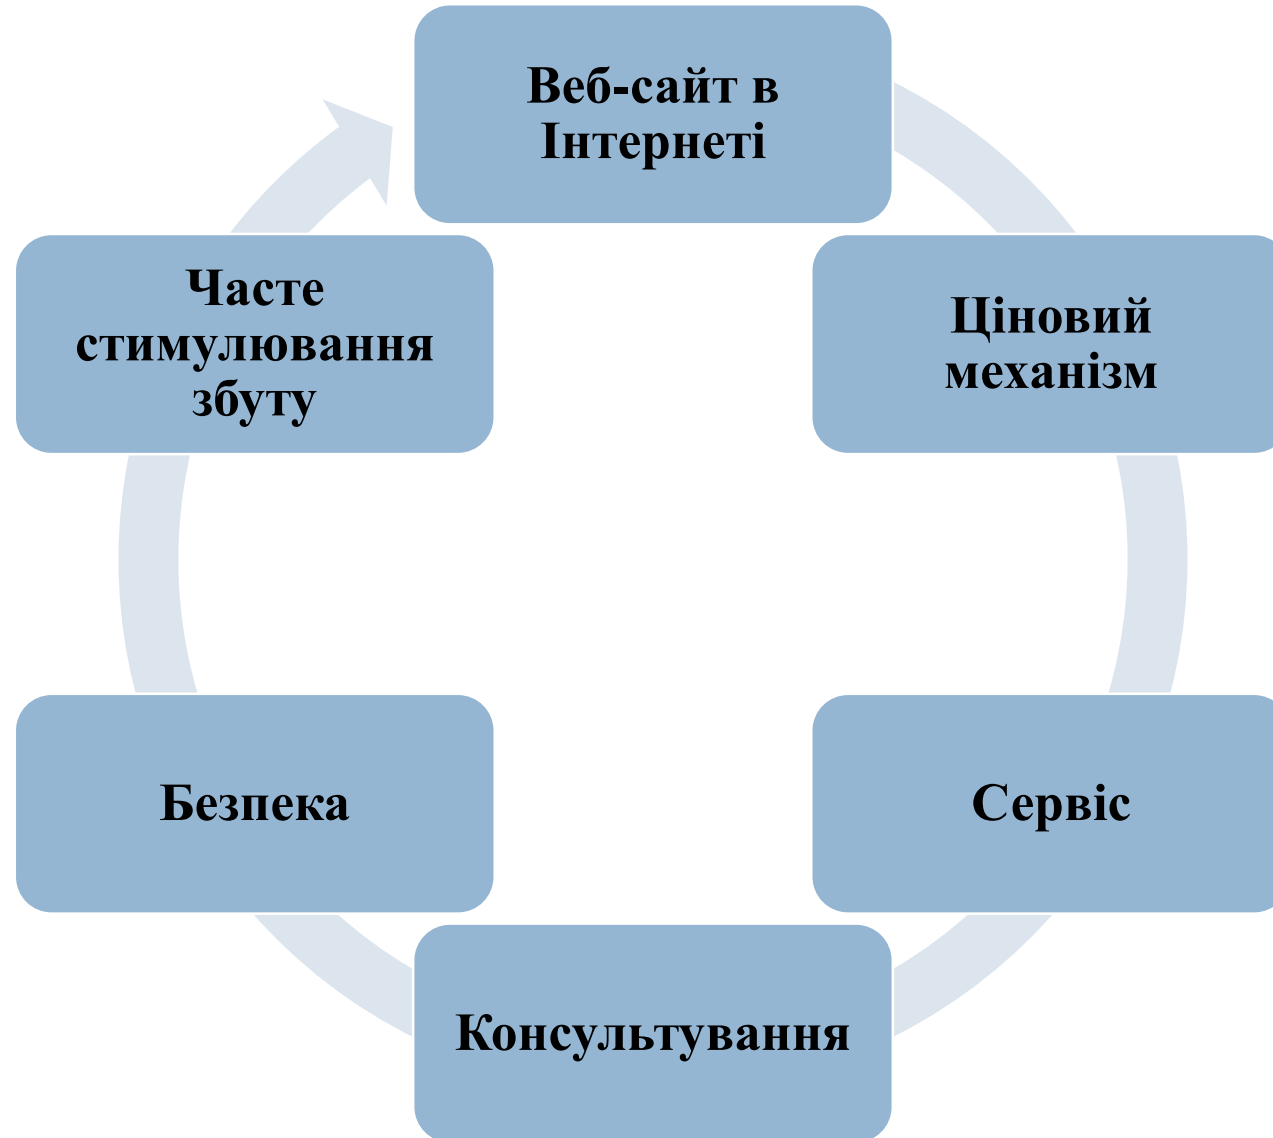 Веб-сайт в
Інтернеті
Ціновий
механізм
Сервіс
Консультування
Безпека
Часте
стимулювання
збуту